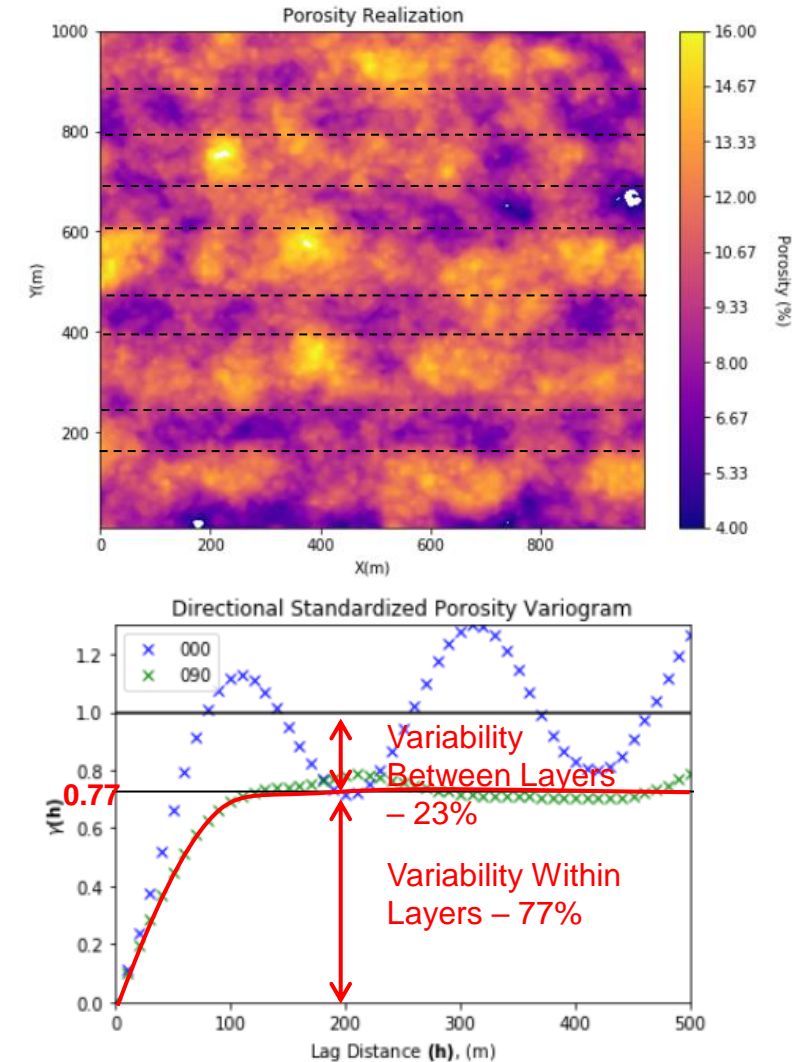 Porosity Realization
1000
800
600
400
200
Y(m)
0 200 400 600 800
X(m)
16.00
14.67
13.33
12.00
10.67
9.33
8.00
6.67
5.33
4.00
Porosity (%)
Directional Standardized Porosity Variogram
000
090
1.2
1.0
0.8
0.77
0.6
0.4
0.2
0.0
γ(h)
Variability
Between Layers
– 23%
Variability Within
Layers – 77%
0 100 200 300 400 500
Lag Distance (h), (m)